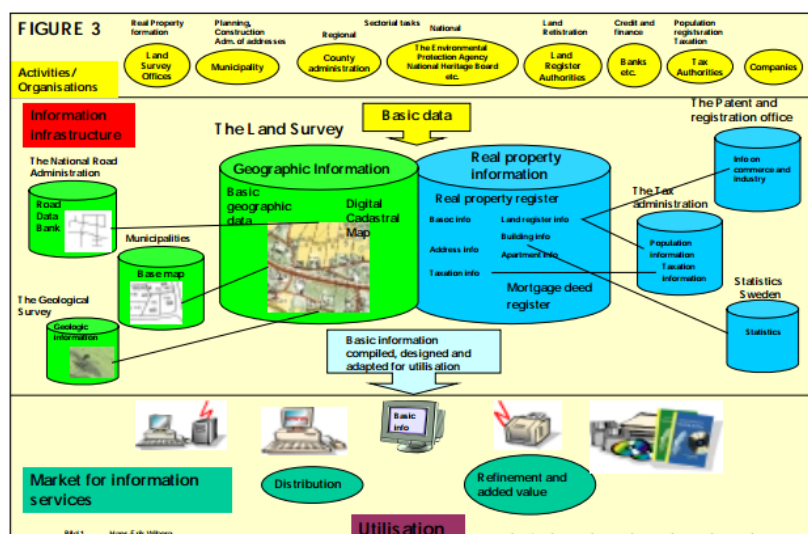 FIGURE 3
Real Property
formation
Planning,
Construction
Adm. of addresses
Sectorial tasks
Regional
National
Land
Retistration
Credit and
finance
Population
registsration
Taxation
Activities/
Organisations
Land
Survey
Offices
Municipality
County
administration
The Environmental
Protection Agency
National Heritage Board
etc.
Land
Register
Authorities
Banks
etc.
Tax
Authorities
Companies
Information
infrastructure
Basic data
The Land Survey
The Patent and
registration office
Info on
commerce and
industry
The National Road
Administration
Road
Data
Bank
Geographic Information
Basic
geographic
data
Digital
Cadastral
Map
Real property
information
Real property register
Basoc info
Land register info
Building info
Address info
Apartment info
Taxation info
Mortgage deed
register
The Tax
administration
Population
information
Taxation
information
Municipalities
Base map
The Geological
Survey
Geologic
information
Statistics
Sweden
Statistics
Basic information
compiled, designed and
adapted for utilisation
Basic
info
Market for information
services
Distribution
Refinement and
added value
Utilisation